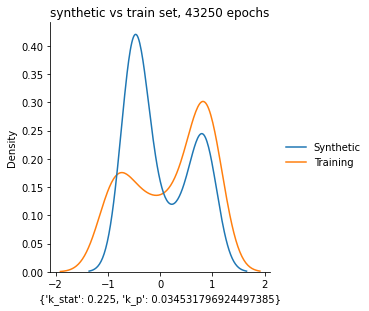 synthetic vs train set, 43250 epochs
0.40
0.35
0.30
0.25
0.20
0.15
0.10
0.05
0.00
Density
−2
−1
0
1
2
{'k_stat': 0.225, 'k_p': 0.034531796924497385}
Synthetic
Training